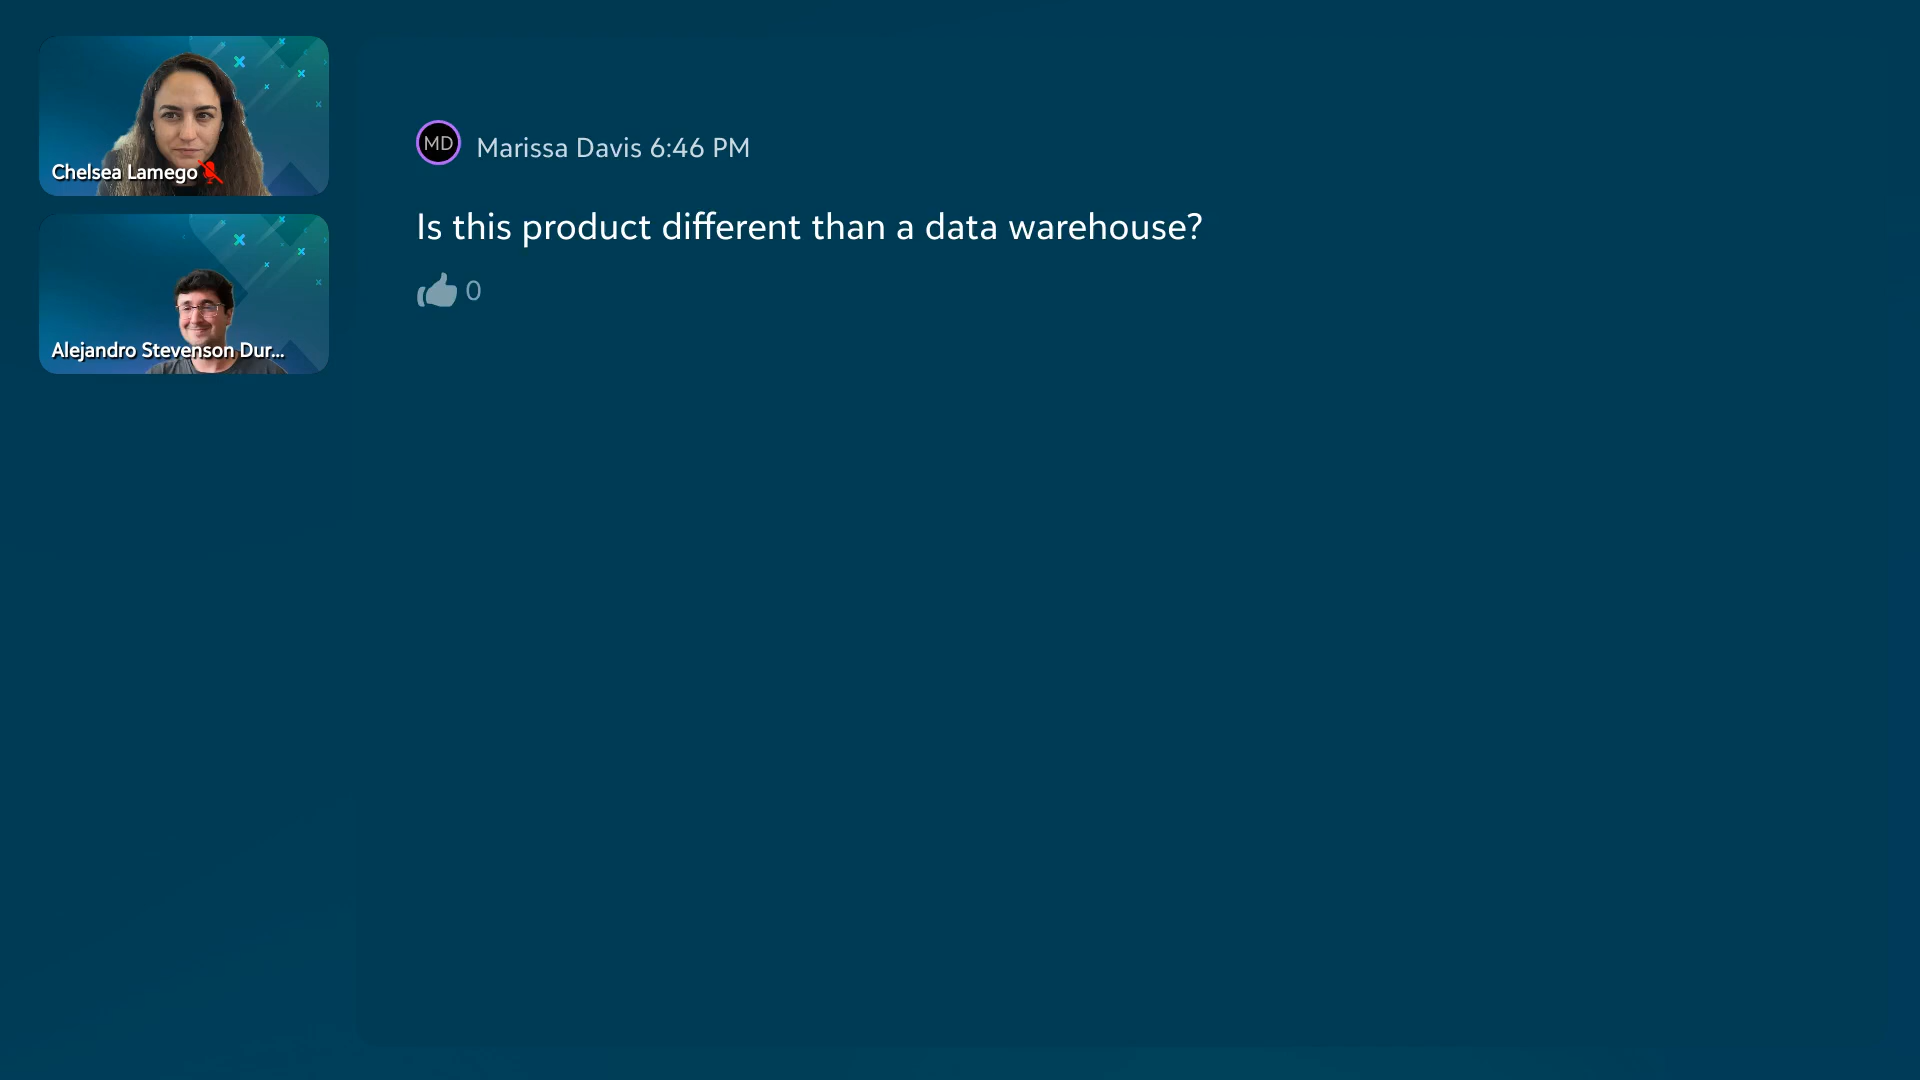 Chelsea Lamego
Alejandro Stevenson Dur...
MD
Marissa Davis 6:46 PM
Is this product different than a data warehouse?
0